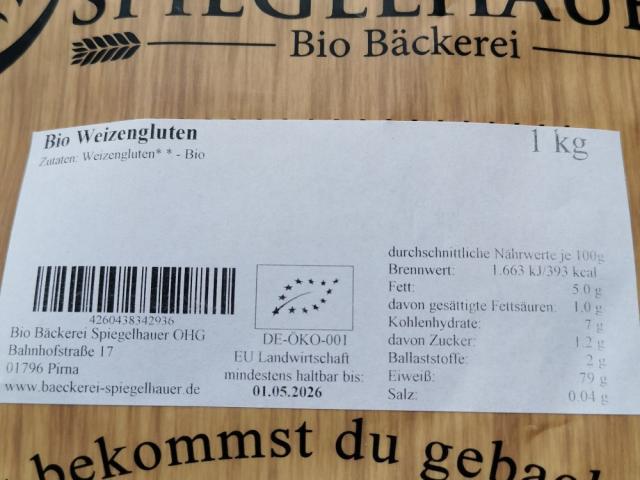 SPIEGELHAUER
Bio Bäckerei
Bio Weizengluten
1 kg
Zutaten: Weizengluten* * - Bio
durchschnittliche Nährwerte je 100g
Brennwert: 1.663 kJ/393 kcal
Fett: 5.0 g
davon gesättigte Fettsäuren: 1.0 g
Kohlenhydrate: 7 g
davon Zucker: 1.2 g
Ballaststoffe: 2 g
Eiweiß: 79 g
Salz: 0.04 g
4260438342936
Bio Bäckerei Spiegelhauer OHG
Bahnhofstraße 17
01796 Pirna
www.baeckerei-spiegelhauer.de
DE-ÖKO-001
EU Landwirtschaft
mindestens haltbar bis:
01.05.2026
bekommst du gebac